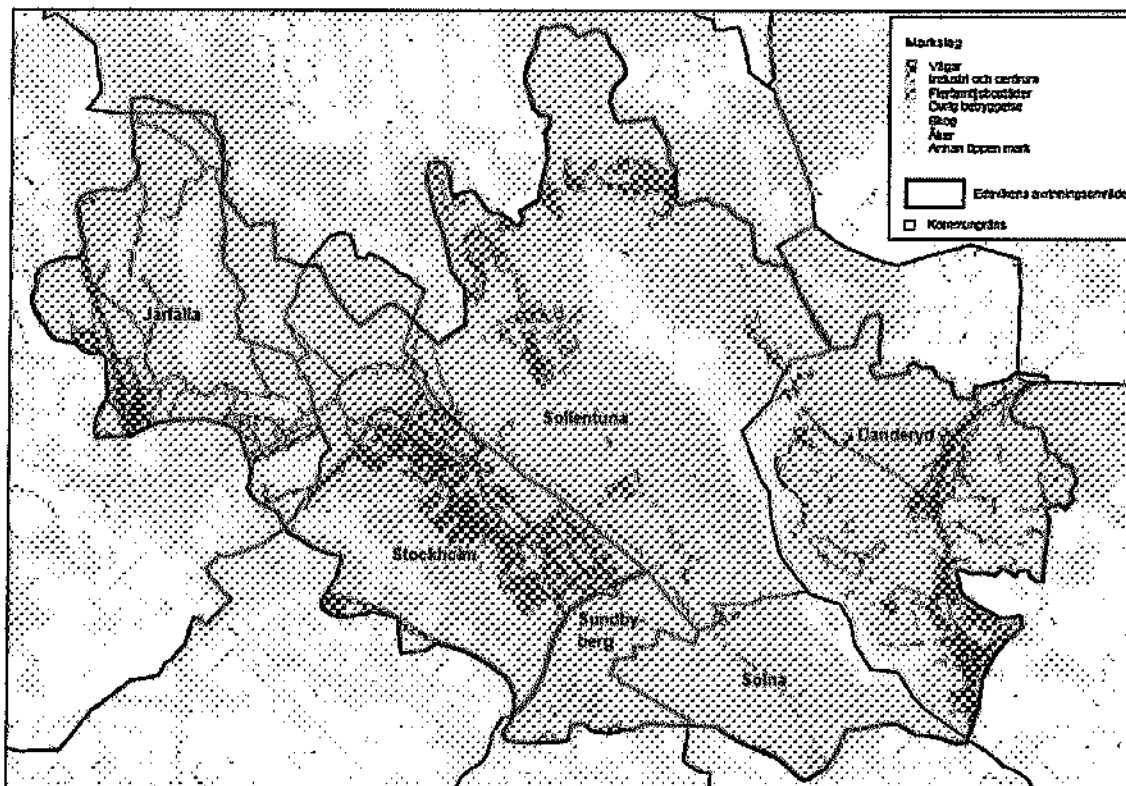 Markslag
Vägar
Industri och centrum
Flerfamiljsbostäder
Övrig bebyggelse
Skog
Åker
Annan öppen mark
Edsvikens avrinningsområde
Kommungräns
Järfälla
Sollentuna
Danderyd
Stockholm
Sundby-
berg
Solna